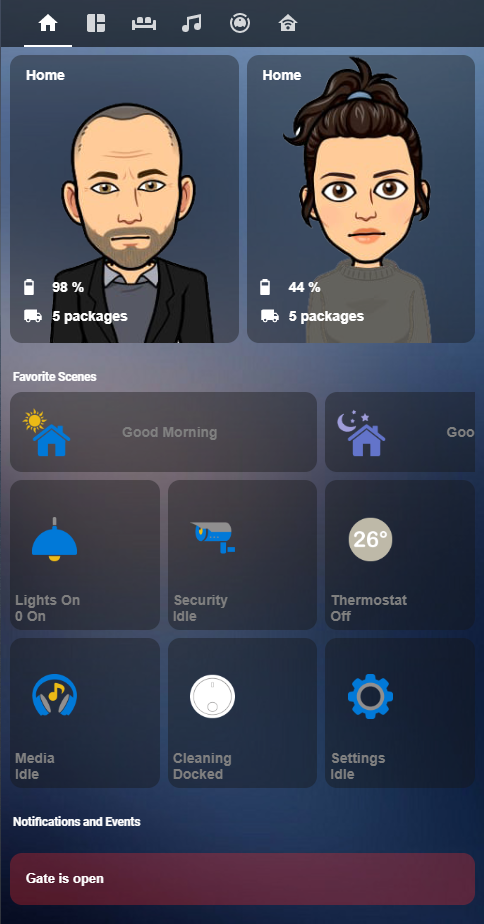 Home
Home
98 %
44 %
5 packages
5 packages
Favorite Scenes
Good Morning
Goo
Lights On
0 On
Security
Idle
26°
Thermostat
Off
Media
Idle
Cleaning
Docked
Settings
Idle
Notifications and Events
Gate is open